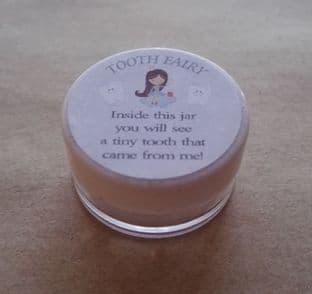 TOOTH FAIRY
Inside this jar
you will see
a tiny tooth that
came from me!